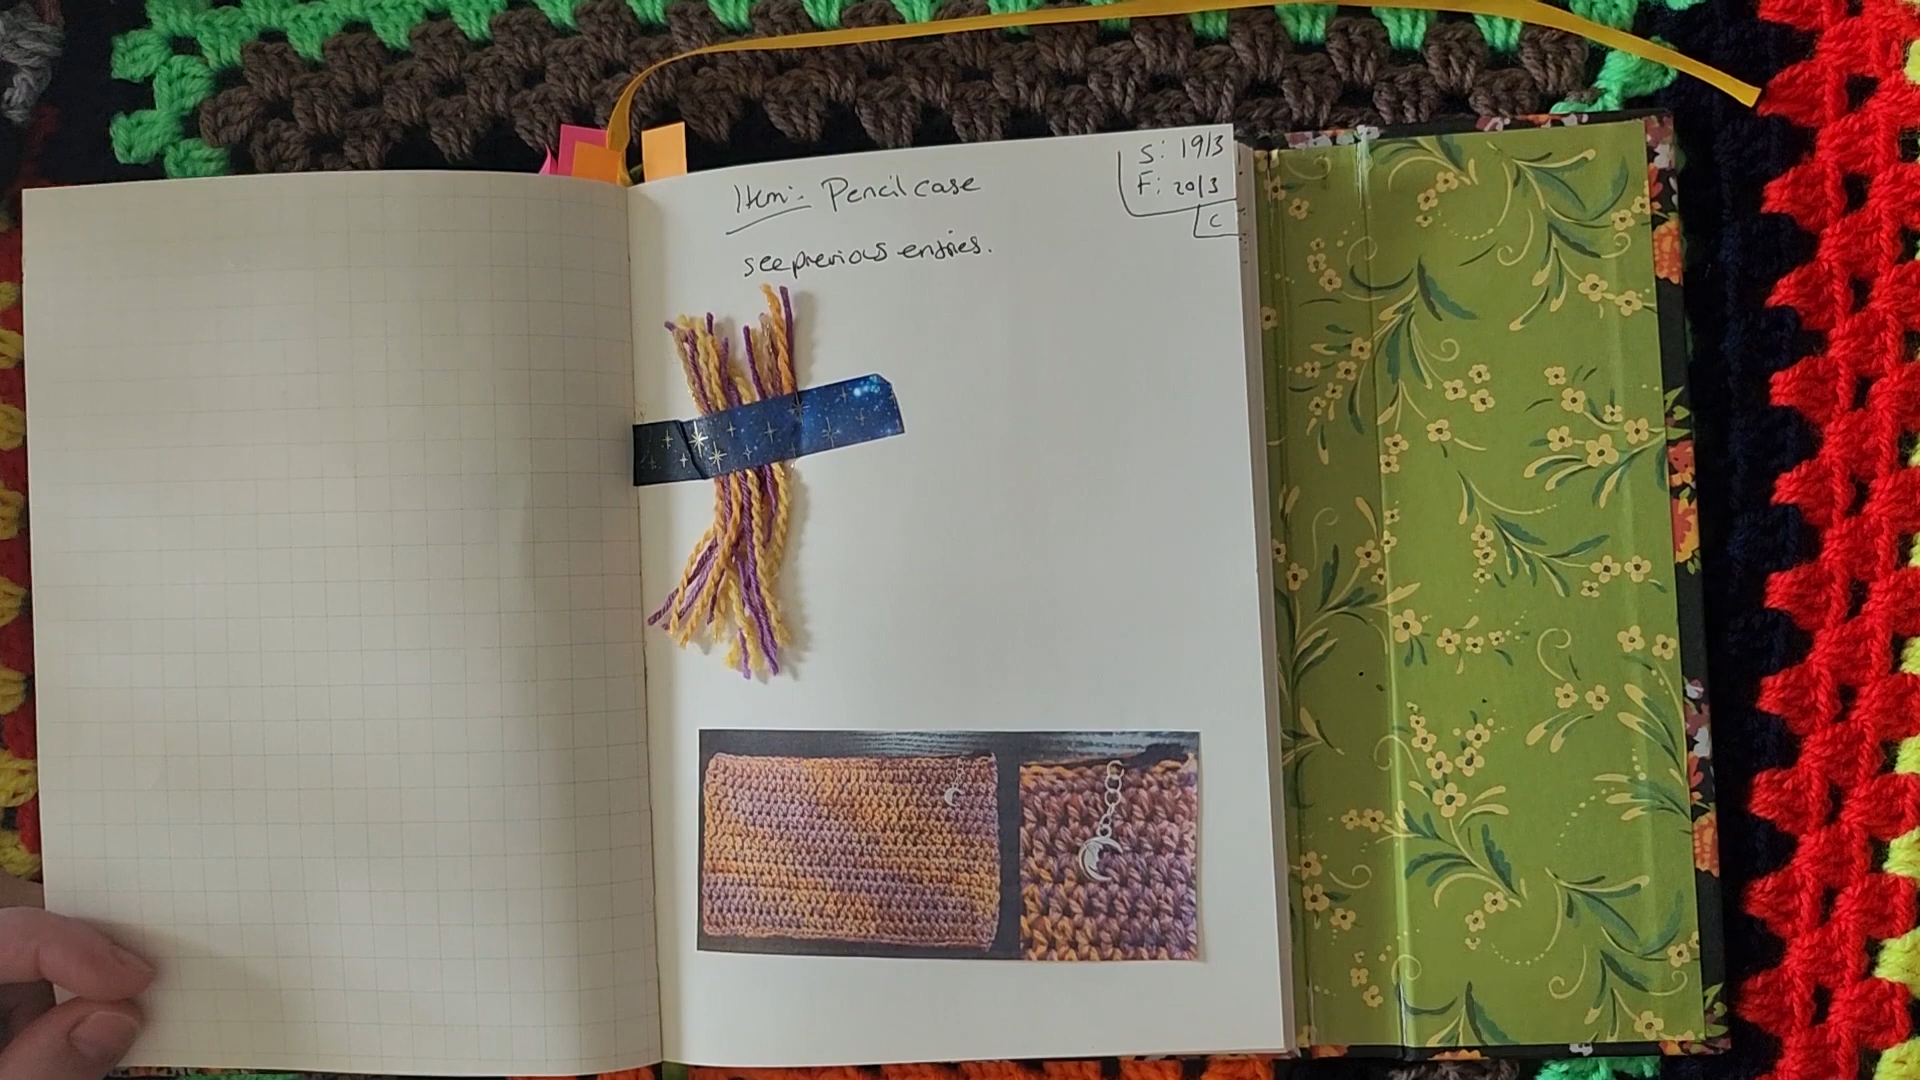 Item: Pencil case
S: 19/3
F: 20/3
C
see previous entries.